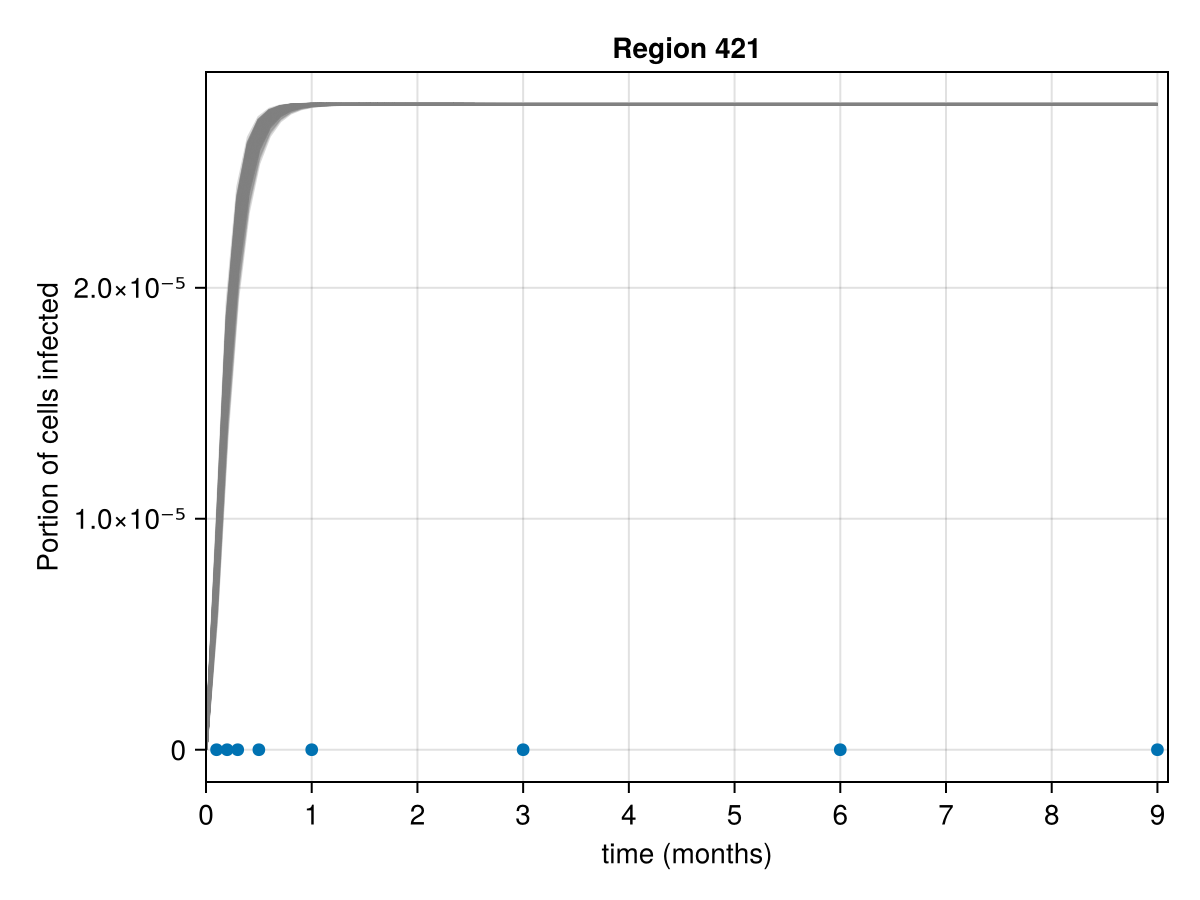 Region 421
Portion of cells infected
2.0×10⁻⁵
1.0×10⁻⁵
0
0 1 2 3 4 5 6 7 8 9
time (months)